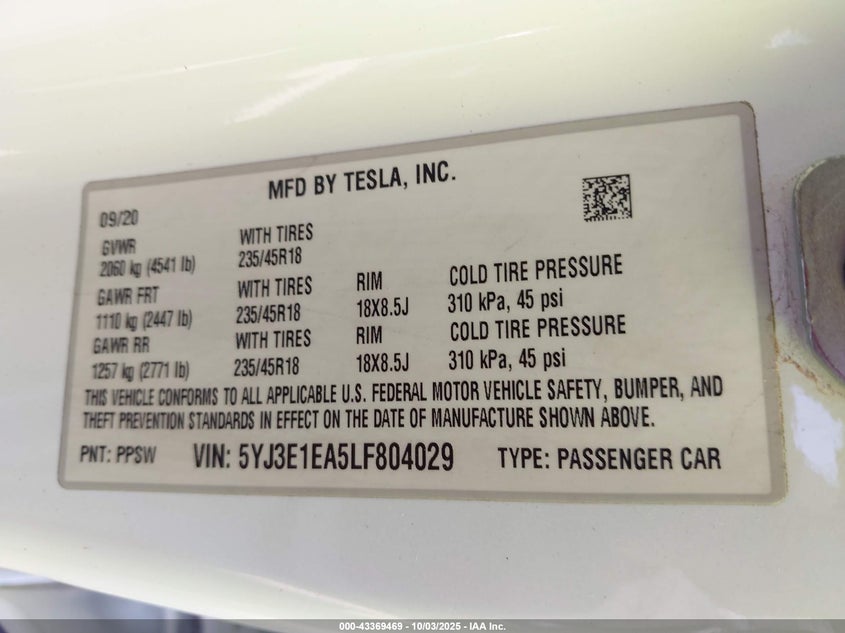 MFD BY TESLA, INC.
09/20
GVWR
2060 kg (4541 lb)
WITH TIRES
235/45R18
GAWR FRT
1110 kg (2447 lb)
WITH TIRES
235/45R18
RIM
18X8.5J
COLD TIRE PRESSURE
310 kPa, 45 psi
GAWR RR
1257 kg (2771 lb)
WITH TIRES
235/45R18
RIM
18X8.5J
COLD TIRE PRESSURE
310 kPa, 45 psi
THIS VEHICLE CONFORMS TO ALL APPLICABLE U.S. FEDERAL MOTOR VEHICLE SAFETY, BUMPER, AND
THEFT PREVENTION STANDARDS IN EFFECT ON THE DATE OF MANUFACTURE SHOWN ABOVE.
PNT: PPSW VIN: 5YJ3E1EA5LF804029 TYPE: PASSENGER CAR
000-43369469 - 10/03/2025 - IAA Inc.